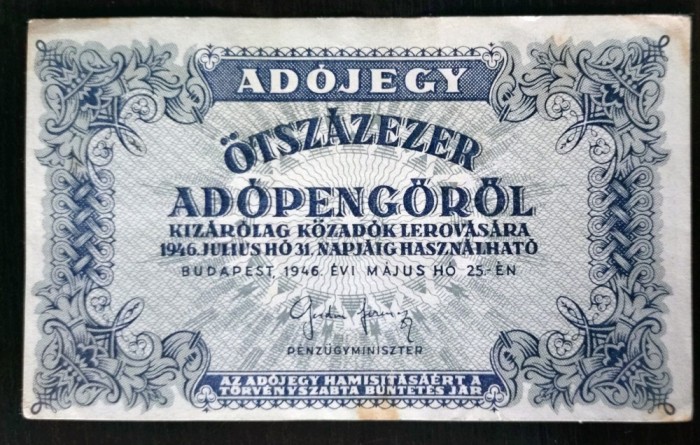 ADÓJEGY
ÖTSZÁZEZER
ADÓPENGŐRŐL
KIZÁRÓLAG KÖZADÓK LEROVÁSÁRA
1946. JULIUS HÓ 31. NAPJÁIG HASZNÁLHATÓ
BUDAPEST, 1946. ÉVI MÁJUS HÓ 25.-ÉN
PÉNZÜGYMINISZTER
AZ ADÓJEGY HAMISITÁSÁÉRT A
TÖRVÉNYSZABTA BÜNTETÉS JÁR